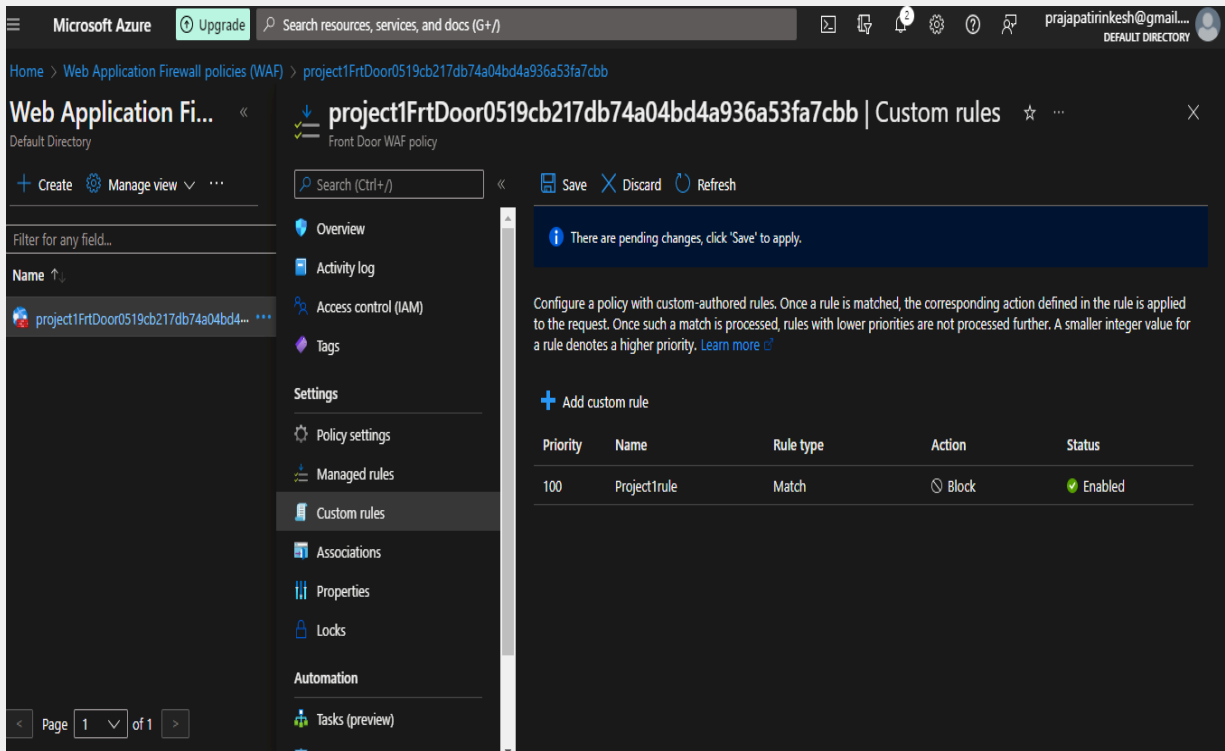 Microsoft Azure
Upgrade
Search resources, services, and docs (G+/)
2
prajapatirinkesh@gmail....
DEFAULT DIRECTORY
Home > Web Application Firewall policies (WAF) > project1FrtDoor0519cb217db74a04bd4a936a53fa7cbb
Web Application Fi... «
Default Directory
+ Create Manage view ...
Filter for any field...
Name ↑↓
project1FrtDoor0519cb217db74a04bd4... ...
< Page 1 of 1 >
project1FrtDoor0519cb217db74a04bd4a936a53fa7cbb | Custom rules ☆ ... ×
Front Door WAF policy
Search (Ctrl+/) «
Overview
Activity log
Access control (IAM)
Tags
Settings
Policy settings
Managed rules
Custom rules
Associations
Properties
Locks
Automation
Tasks (preview)
Save Discard Refresh
There are pending changes, click 'Save' to apply.
Configure a policy with custom-authored rules. Once a rule is matched, the corresponding action defined in the rule is applied
to the request. Once such a match is processed, rules with lower priorities are not processed further. A smaller integer value for
a rule denotes a higher priority. Learn more
+ Add custom rule
Priority Name Rule type Action Status
100 Project1rule Match Block Enabled